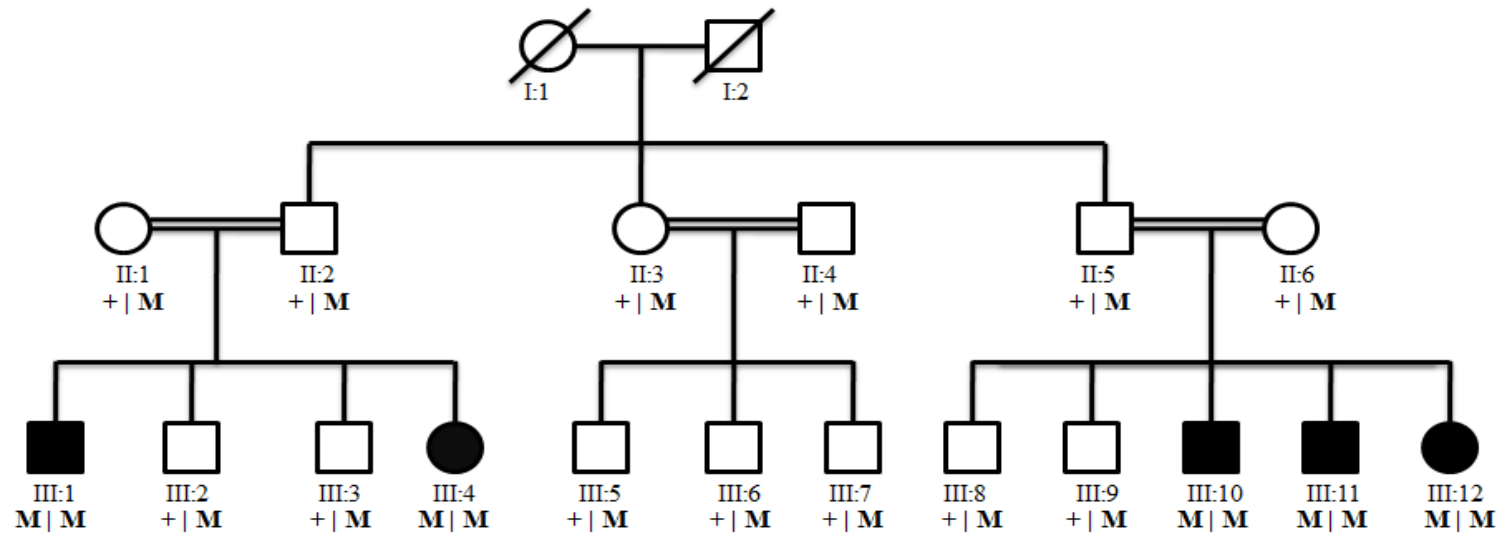 I:1 I:2
II:1 II:2 II:3 II:4 II:5 II:6
+ | M + | M + | M + | M + | M + | M
III:1 III:2 III:3 III:4 III:5 III:6 III:7 III:8 III:9 III:10 III:11 III:12
M | M + | M + | M M | M + | M + | M + | M + | M + | M M | M M | M M | M